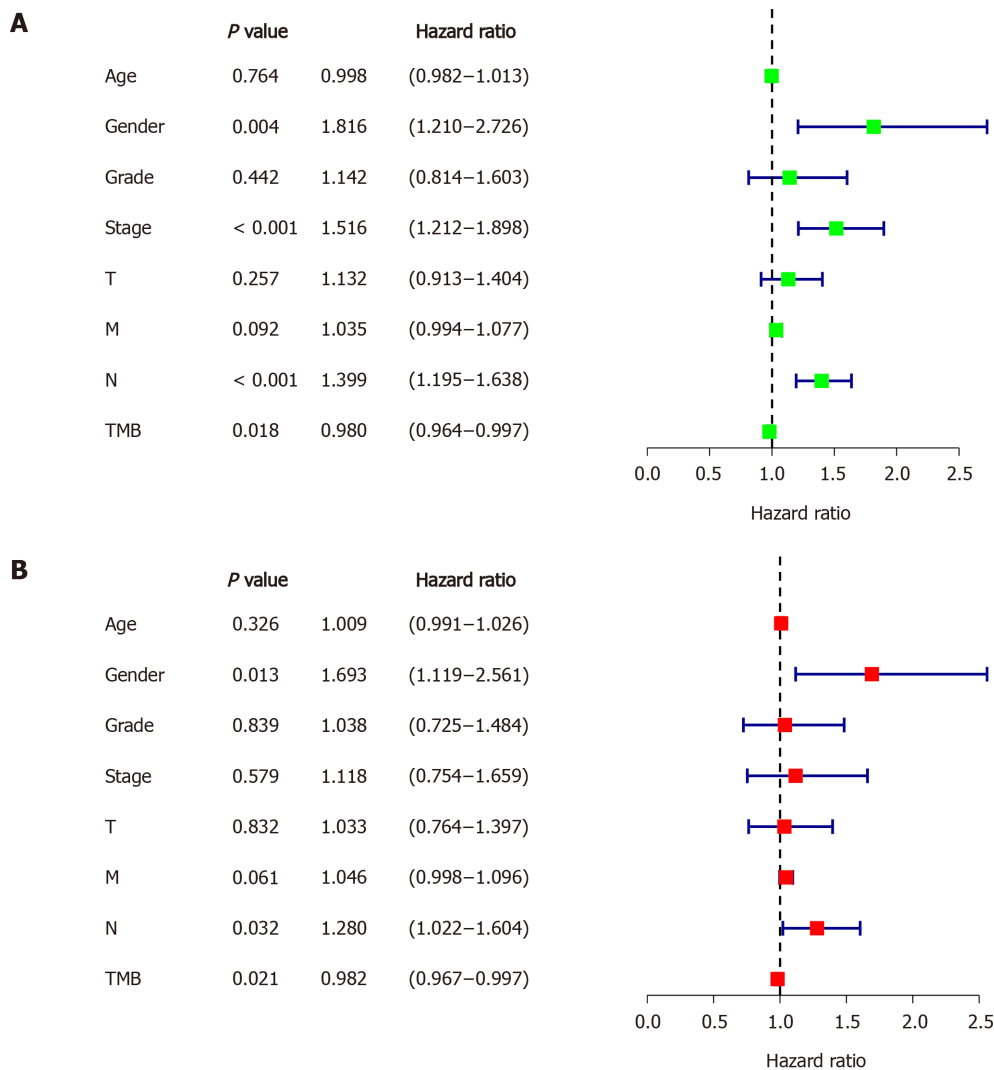 A
P value Hazard ratio
Age 0.764 0.998 (0.982−1.013)
Gender 0.004 1.816 (1.210−2.726)
Grade 0.442 1.142 (0.814−1.603)
Stage < 0.001 1.516 (1.212−1.898)
T 0.257 1.132 (0.913−1.404)
M 0.092 1.035 (0.994−1.077)
N < 0.001 1.399 (1.195−1.638)
TMB 0.018 0.980 (0.964−0.997)
0.0 0.5 1.0 1.5 2.0 2.5
Hazard ratio
B
P value Hazard ratio
Age 0.326 1.009 (0.991−1.026)
Gender 0.013 1.693 (1.119−2.561)
Grade 0.839 1.038 (0.725−1.484)
Stage 0.579 1.118 (0.754−1.659)
T 0.832 1.033 (0.764−1.397)
M 0.061 1.046 (0.998−1.096)
N 0.032 1.280 (1.022−1.604)
TMB 0.021 0.982 (0.967−0.997)
0.0 0.5 1.0 1.5 2.0 2.5
Hazard ratio